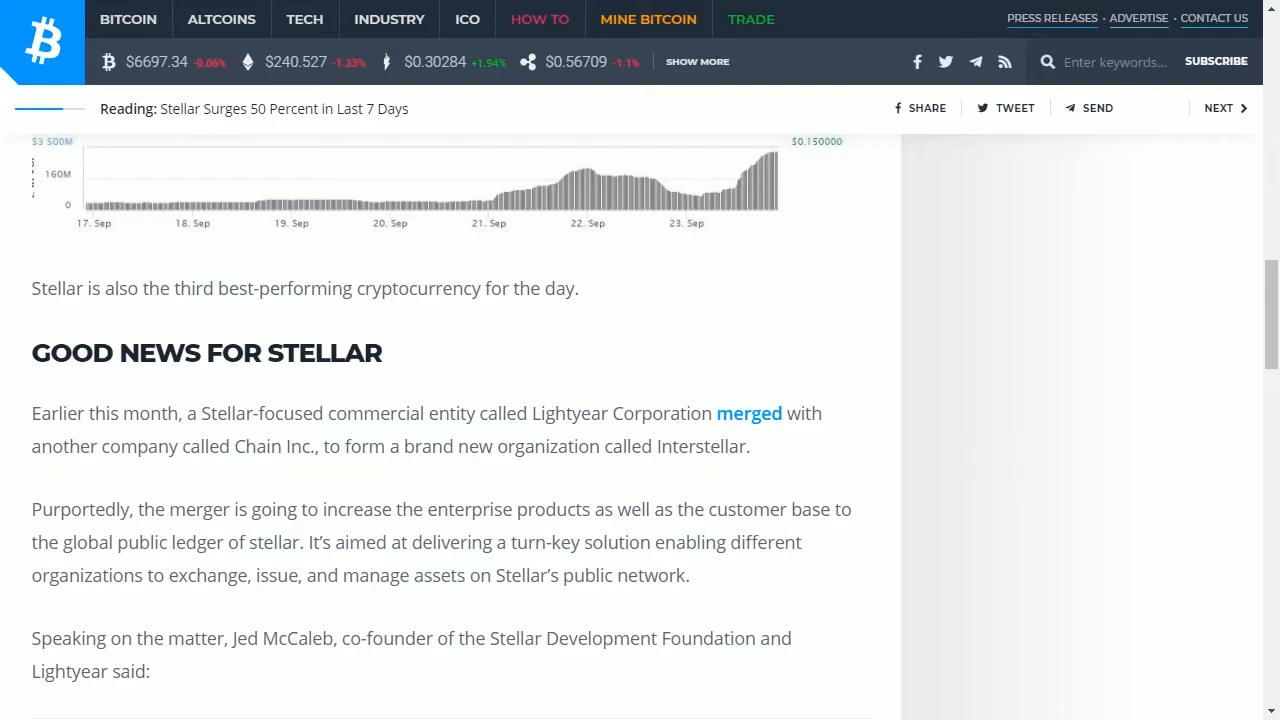 BITCOIN ALTCOINS TECH INDUSTRY ICO HOW TO MINE BITCOIN TRADE PRESS RELEASES · ADVERTISE · CONTACT US
$6697.34 -0.06% $240.527 -1.33% $0.30284 +1.94% $0.56709 -1.1% SHOW MORE Enter keywords... SUBSCRIBE
Reading: Stellar Surges 50 Percent in Last 7 Days SHARE TWEET SEND NEXT
$3 500M $0.150000
160M
0
17. Sep 18. Sep 19. Sep 20. Sep 21. Sep 22. Sep 23. Sep
Stellar is also the third best-performing cryptocurrency for the day.
GOOD NEWS FOR STELLAR
Earlier this month, a Stellar-focused commercial entity called Lightyear Corporation merged with
another company called Chain Inc., to form a brand new organization called Interstellar.
Purportedly, the merger is going to increase the enterprise products as well as the customer base to
the global public ledger of stellar. It’s aimed at delivering a turn-key solution enabling different
organizations to exchange, issue, and manage assets on Stellar’s public network.
Speaking on the matter, Jed McCaleb, co-founder of the Stellar Development Foundation and
Lightyear said: